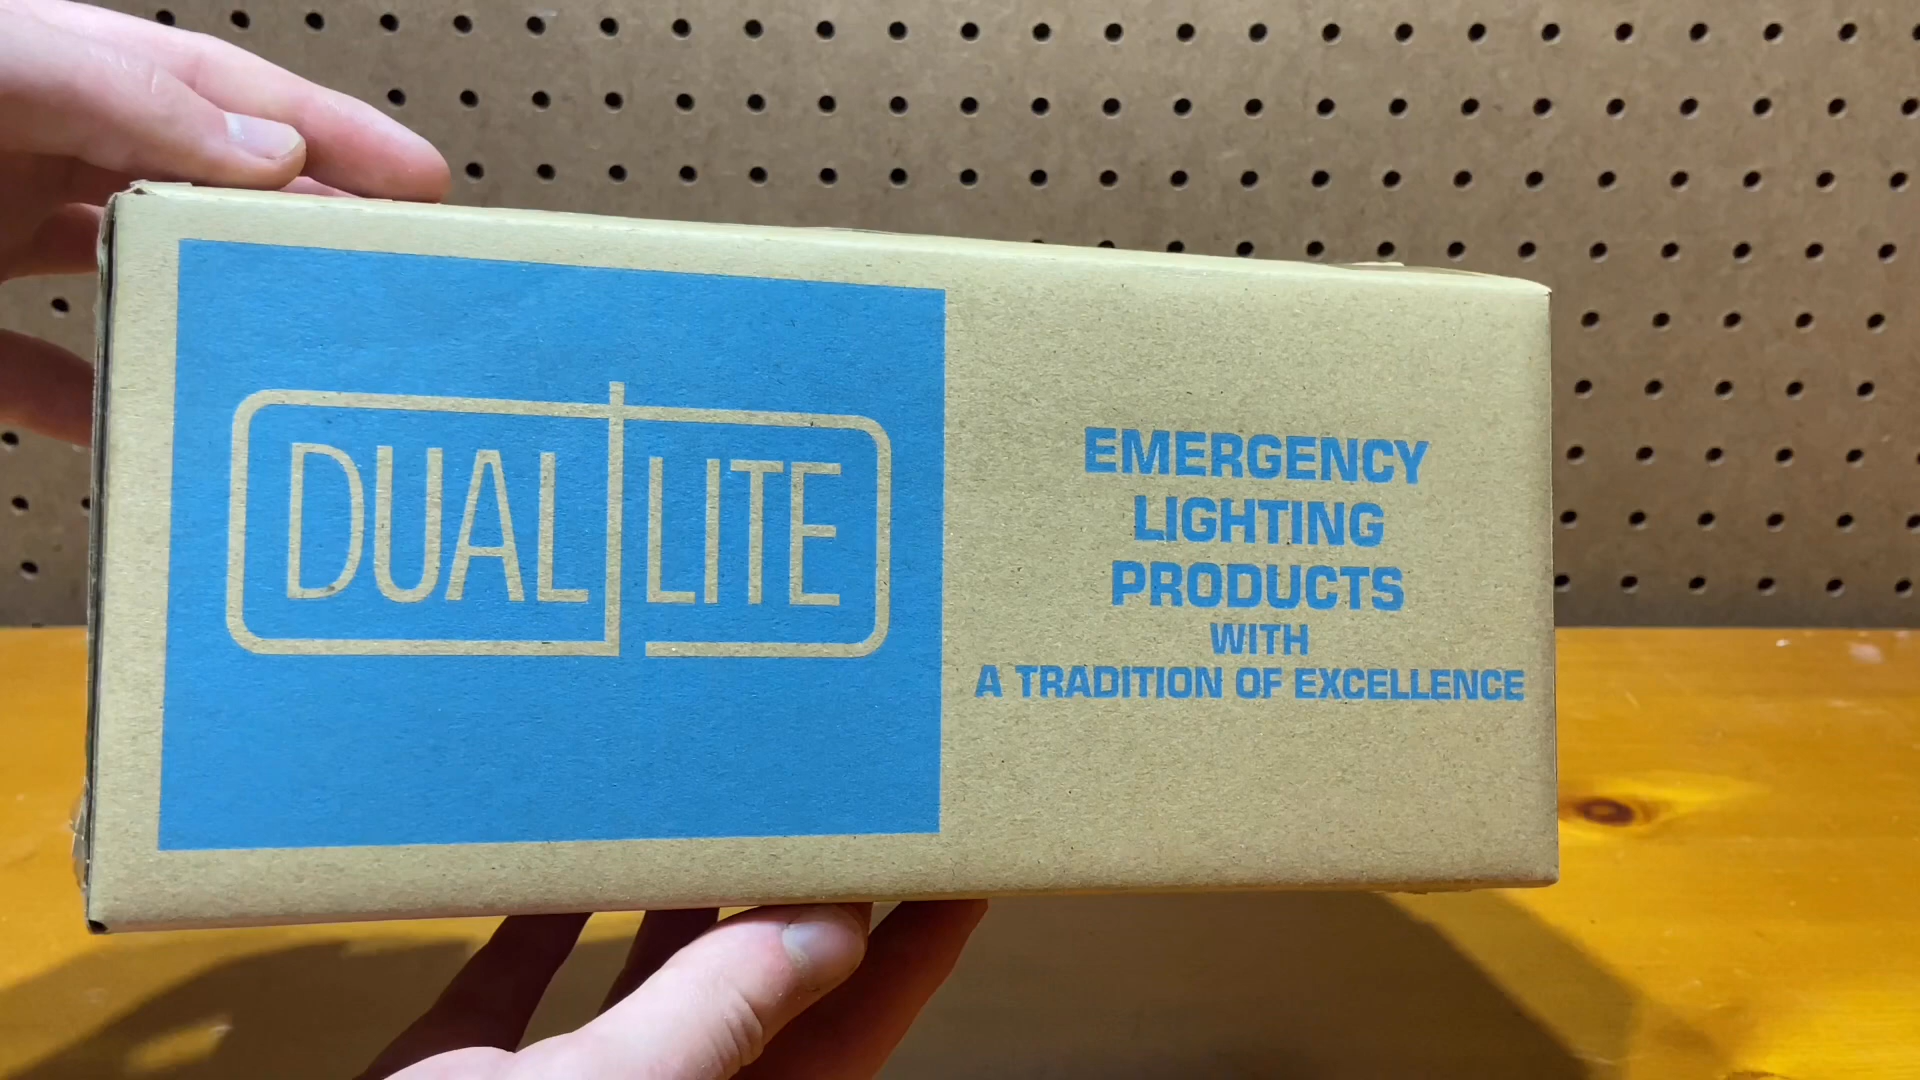 DUAL LITE
EMERGENCY
LIGHTING
PRODUCTS
WITH
A TRADITION OF EXCELLENCE